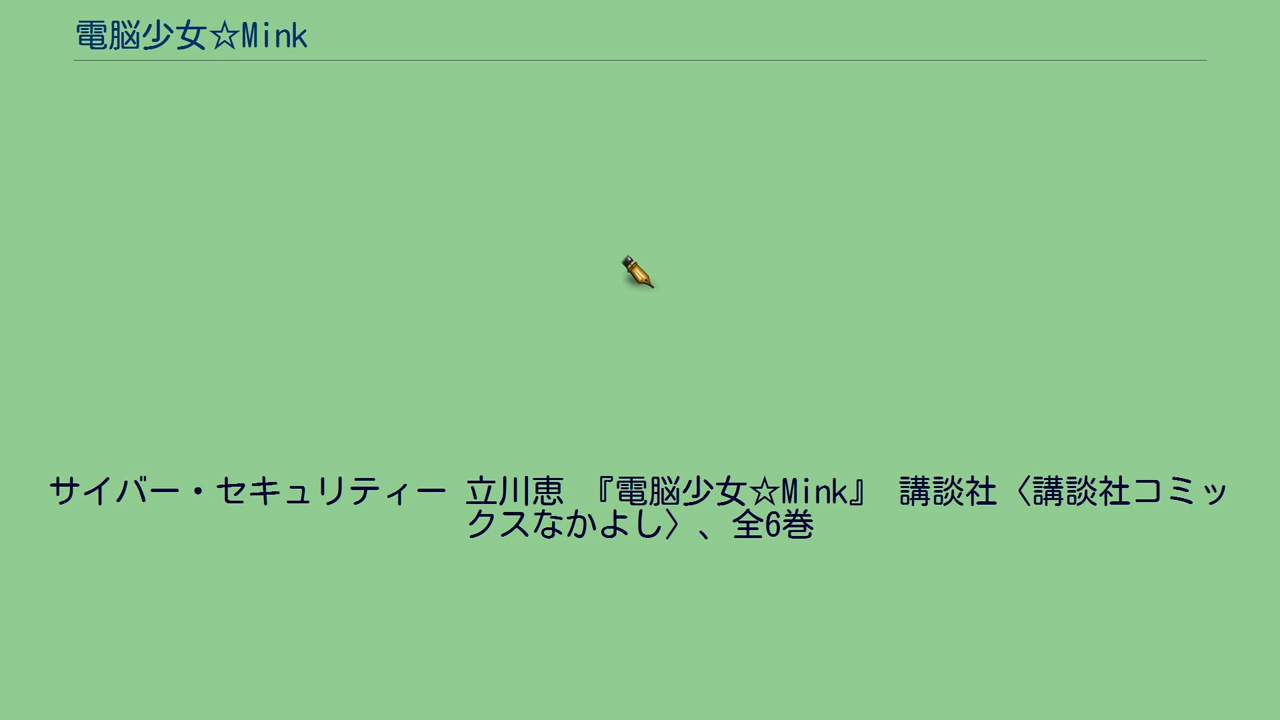 電脳少女☆Mink
サイバー・セキュリティー 立川恵 『電脳少女☆Mink』 講談社〈講談社コミッ
クスなかよし〉、全6巻